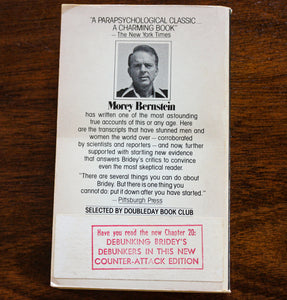 "A PARAPSYCHOLOGICAL CLASSIC...
A CHARMING BOOK"
—The New York Times
Morey Bernstein
has written one of the most astounding
true accounts of this or any age. Here
are the transcripts that have stunned men and
women the world over—corroborated
by scientists and reporters—and now, further
supported with startling new evidence
that answers Bridey's critics to convince even
the most skeptical reader.
"There are several things you can do about
Bridey. But there is one thing you
cannot do: put it down after you have started."
—Pittsburgh Press
SELECTED BY DOUBLEDAY BOOK CLUB
Have you read the new Chapter 20:
DEBUNKING BRIDEY'S
DEBUNKERS IN THIS NEW
COUNTER-ATTACK EDITION